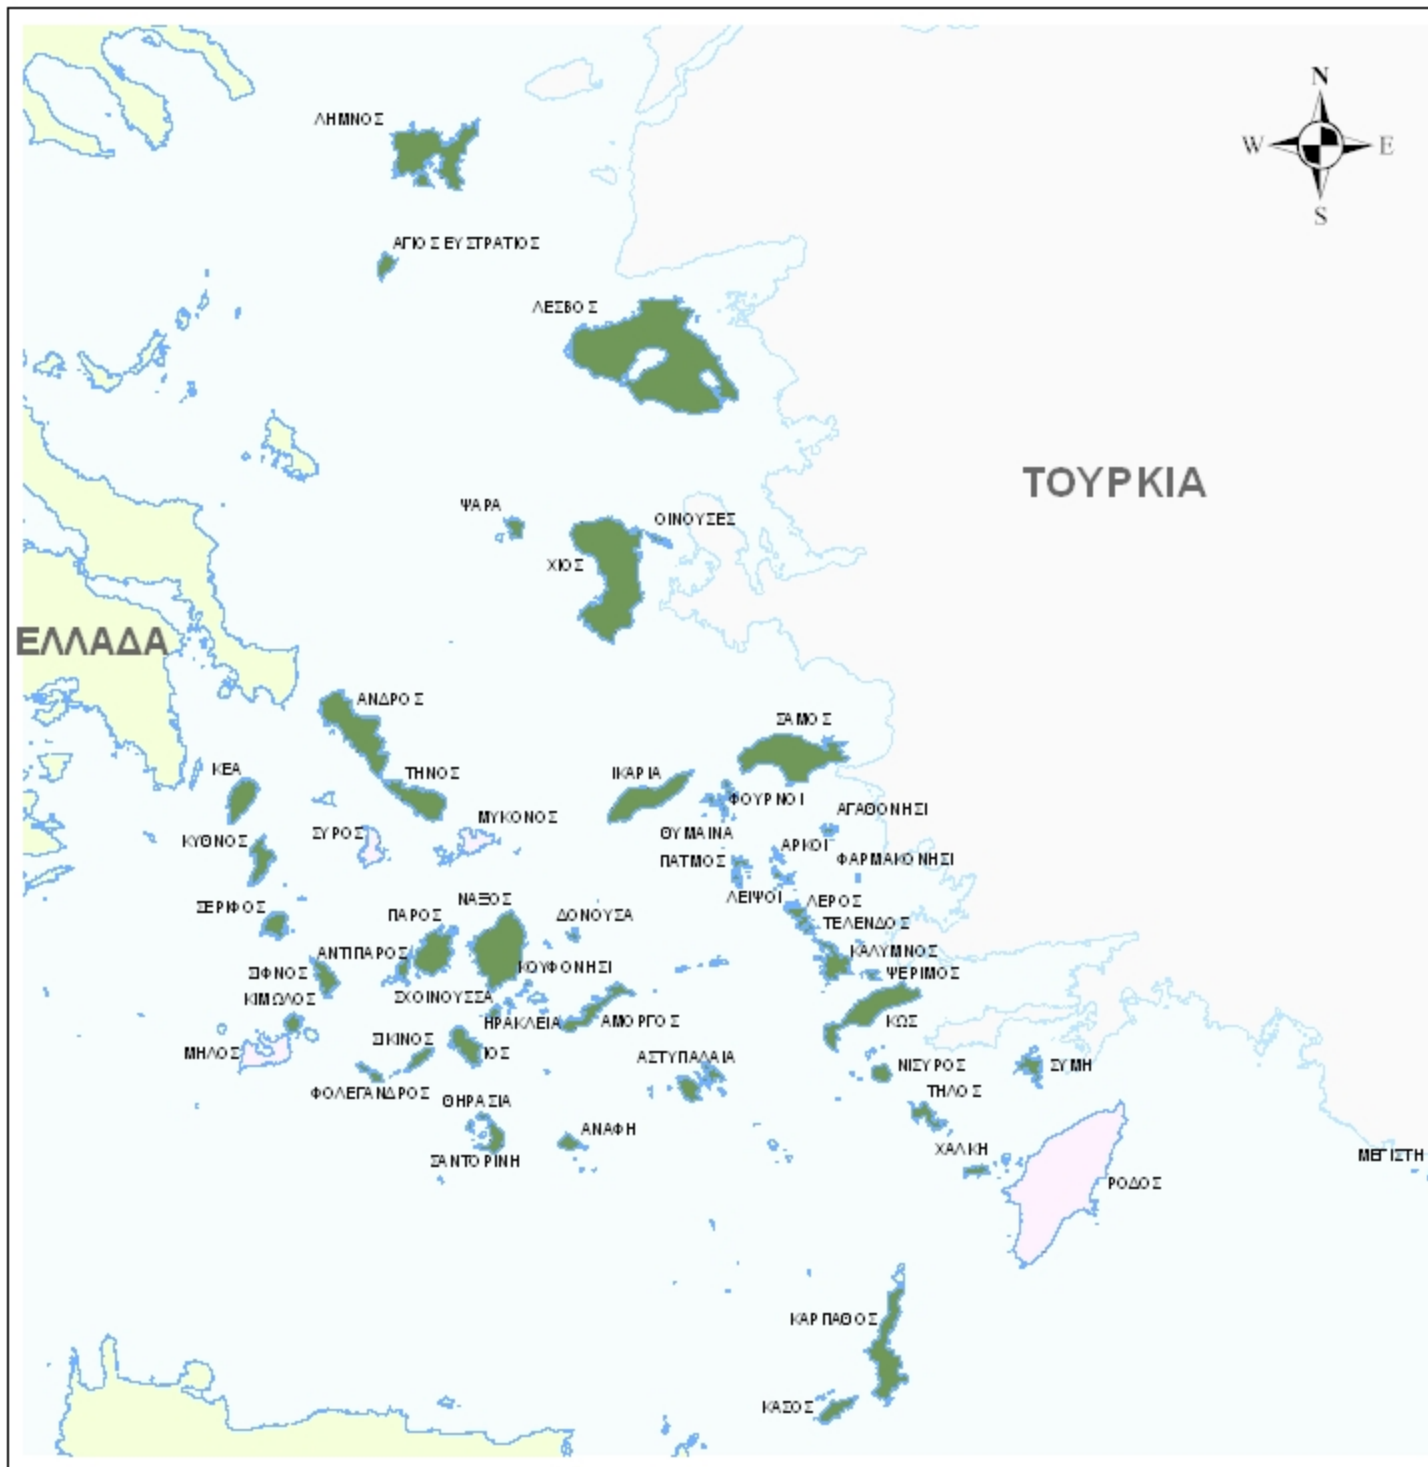 N
W E
S
ΛΗΜΝΟΣ
ΑΓΙΟΣ ΕΥΣΤΡΑΤΙΟΣ
ΛΕΣΒΟΣ
ΤΟΥΡΚΙΑ
ΨΑΡΑ
ΟΙΝΟΥΣΕΣ
ΧΙΟΣ
ΕΛΛΑΔΑ
ΑΝΔΡΟΣ
ΣΑΜΟΣ
ΚΕΑ
ΤΗΝΟΣ
ΙΚΑΡΙΑ
ΦΟΥΡΝΟΙ
ΑΓΑΘΟΝΗΣΙ
ΜΥΚΟΝΟΣ
ΣΥΡΟΣ
ΘΥΜΑΙΝΑ
ΚΥΘΝΟΣ
ΑΡΚΟΙ
ΠΑΤΜΟΣ
ΦΑΡΜΑΚΟΝΗΣΙ
ΛΕΙΨΟΙ
ΛΕΡΟΣ
ΣΕΡΙΦΟΣ
ΝΑΞΟΣ
ΠΑΡΟΣ
ΔΟΝΟΥΣΑ
ΤΕΛΕΝΔΟΣ
ΑΝΤΙΠΑΡΟΣ
ΚΑΛΥΜΝΟΣ
ΣΙΦΝΟΣ
ΚΟΥΦΟΝΗΣΙ
ΨΕΡΙΜΟΣ
ΚΙΜΩΛΟΣ
ΣΧΟΙΝΟΥΣΣΑ
ΗΡΑΚΛΕΙΑ
ΑΜΟΡΓΟΣ
ΚΩΣ
ΣΙΚΙΝΟΣ
ΜΗΛΟΣ
ΙΟΣ
ΑΣΤΥΠΑΛΑΙΑ
ΝΙΣΥΡΟΣ
ΣΥΜΗ
ΦΟΛΕΓΑΝΔΡΟΣ
ΤΗΛΟΣ
ΘΗΡΑΣΙΑ
ΑΝΑΦΗ
ΧΑΛΚΗ
ΜΕΓΙΣΤΗ
ΣΑΝΤΟΡΙΝΗ
ΡΟΔΟΣ
ΚΑΡΠΑΘΟΣ
ΚΑΣΟΣ